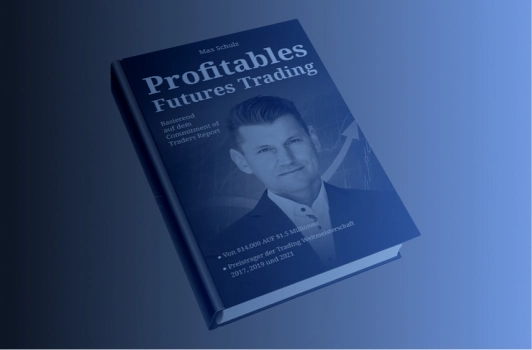 Max Schulz
Profitables
Futures Trading
Basierend
auf dem
Commitment of
Traders Report
• Von $14.000 AUF $1,5 Millionen
• Preisträger der Trading Weltmeisterschaft
2017, 2019 und 2021